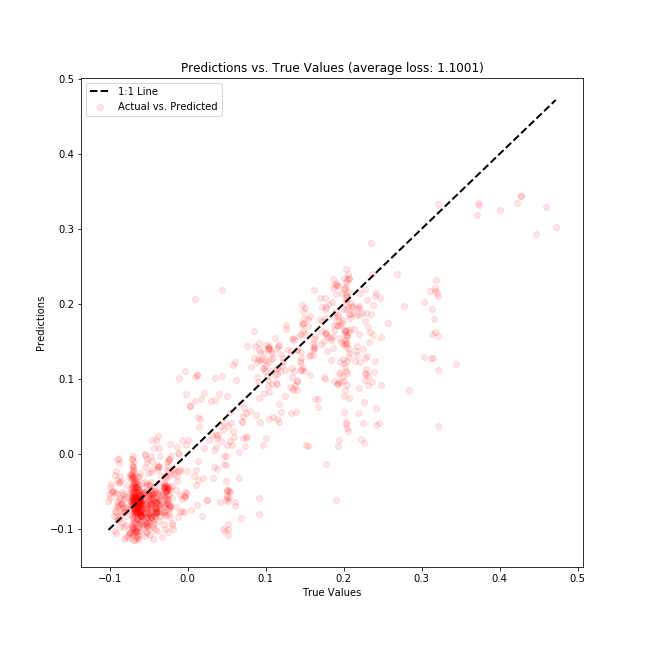 Predictions vs. True Values (average loss: 1.1001)
1:1 Line
Actual vs. Predicted
0.5
0.4
0.3
0.2
0.1
0.0
−0.1
Predictions
−0.1 0.0 0.1 0.2 0.3 0.4 0.5
True Values